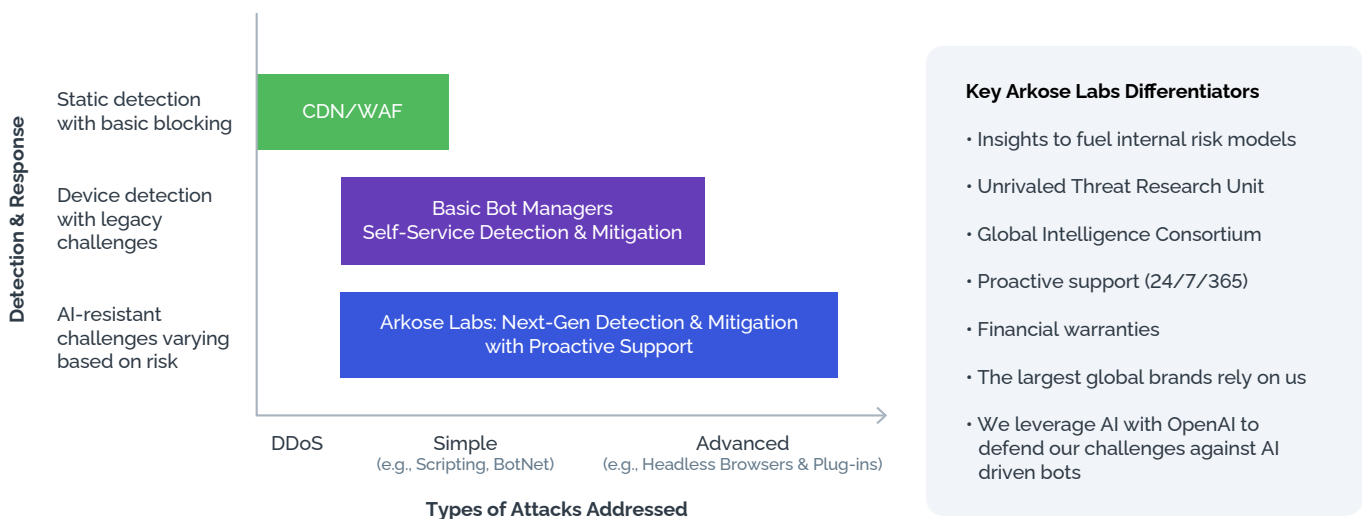 Detection & Response
Static detection
with basic blocking
CDN/WAF
Device detection
with legacy
challenges
Basic Bot Managers
Self-Service Detection & Mitigation
AI-resistant
challenges varying
based on risk
Arkose Labs: Next-Gen Detection & Mitigation
with Proactive Support
DDoS
Simple
(e.g., Scripting, BotNet)
Advanced
(e.g., Headless Browsers & Plug-ins)
Types of Attacks Addressed
Key Arkose Labs Differentiators
• Insights to fuel internal risk models
• Unrivaled Threat Research Unit
• Global Intelligence Consortium
• Proactive support (24/7/365)
• Financial warranties
• The largest global brands rely on us
• We leverage AI with OpenAI to
defend our challenges against AI
driven bots